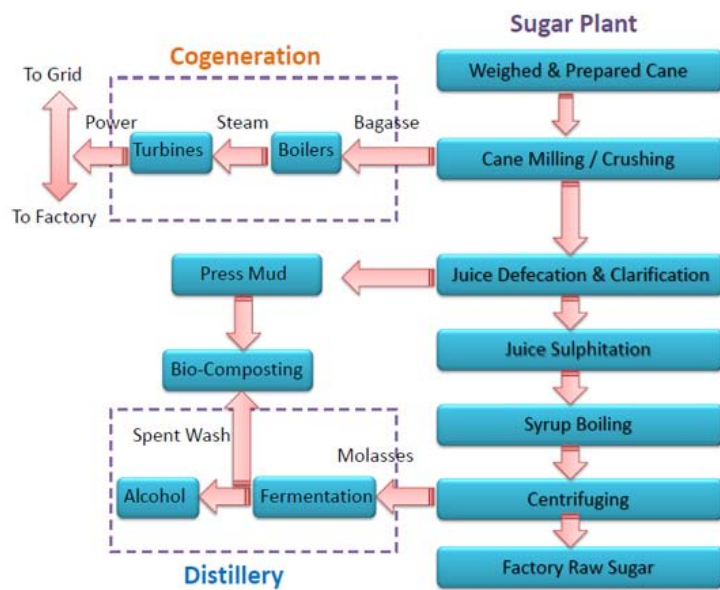 Sugar Plant
Cogeneration
Weighed & Prepared Cane
To Grid
Power
Steam
Bagasse
Turbines
Boilers
Cane Milling / Crushing
To Factory
Press Mud
Juice Defecation & Clarification
Juice Sulphitation
Bio-Composting
Spent Wash
Syrup Boiling
Molasses
Alcohol
Fermentation
Centrifuging
Distillery
Factory Raw Sugar